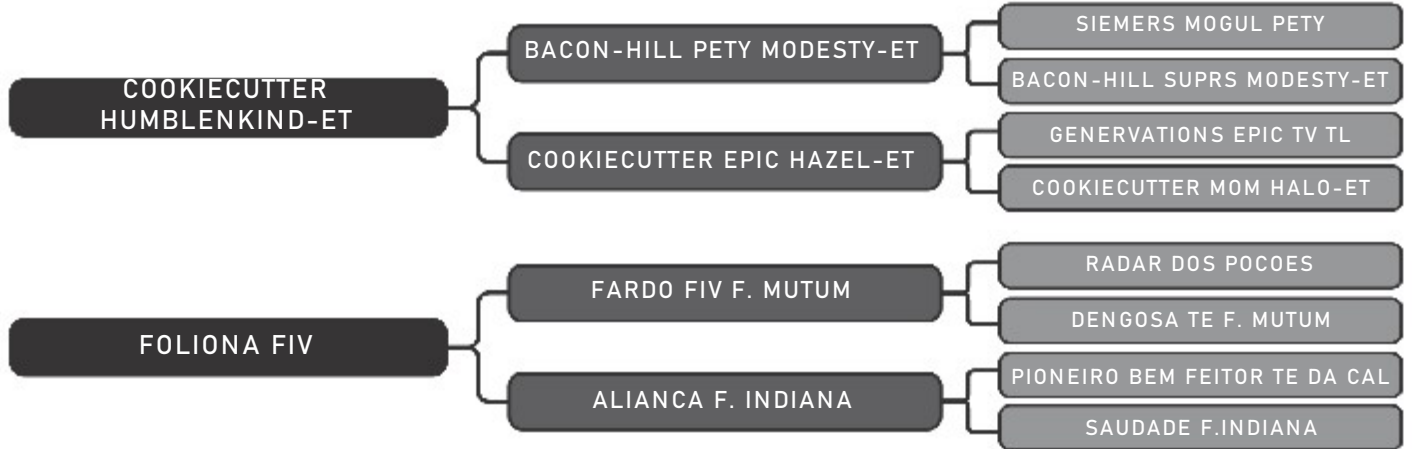 COOKIECUTTER
HUMBLENKIND-ET
BACON-HILL PETY MODESTY-ET
SIEMERS MOGUL PETY
BACON-HILL SUPRS MODESTY-ET
COOKIECUTTER EPIC HAZEL-ET
GENERVATIONS EPIC TV TL
COOKIECUTTER MOM HALO-ET
FOLIONA FIV
FARDO FIV F. MUTUM
RADAR DOS POCOES
DENGOSA TE F. MUTUM
ALIANCA F. INDIANA
PIONEIRO BEM FEITOR TE DA CAL
SAUDADE F.INDIANA